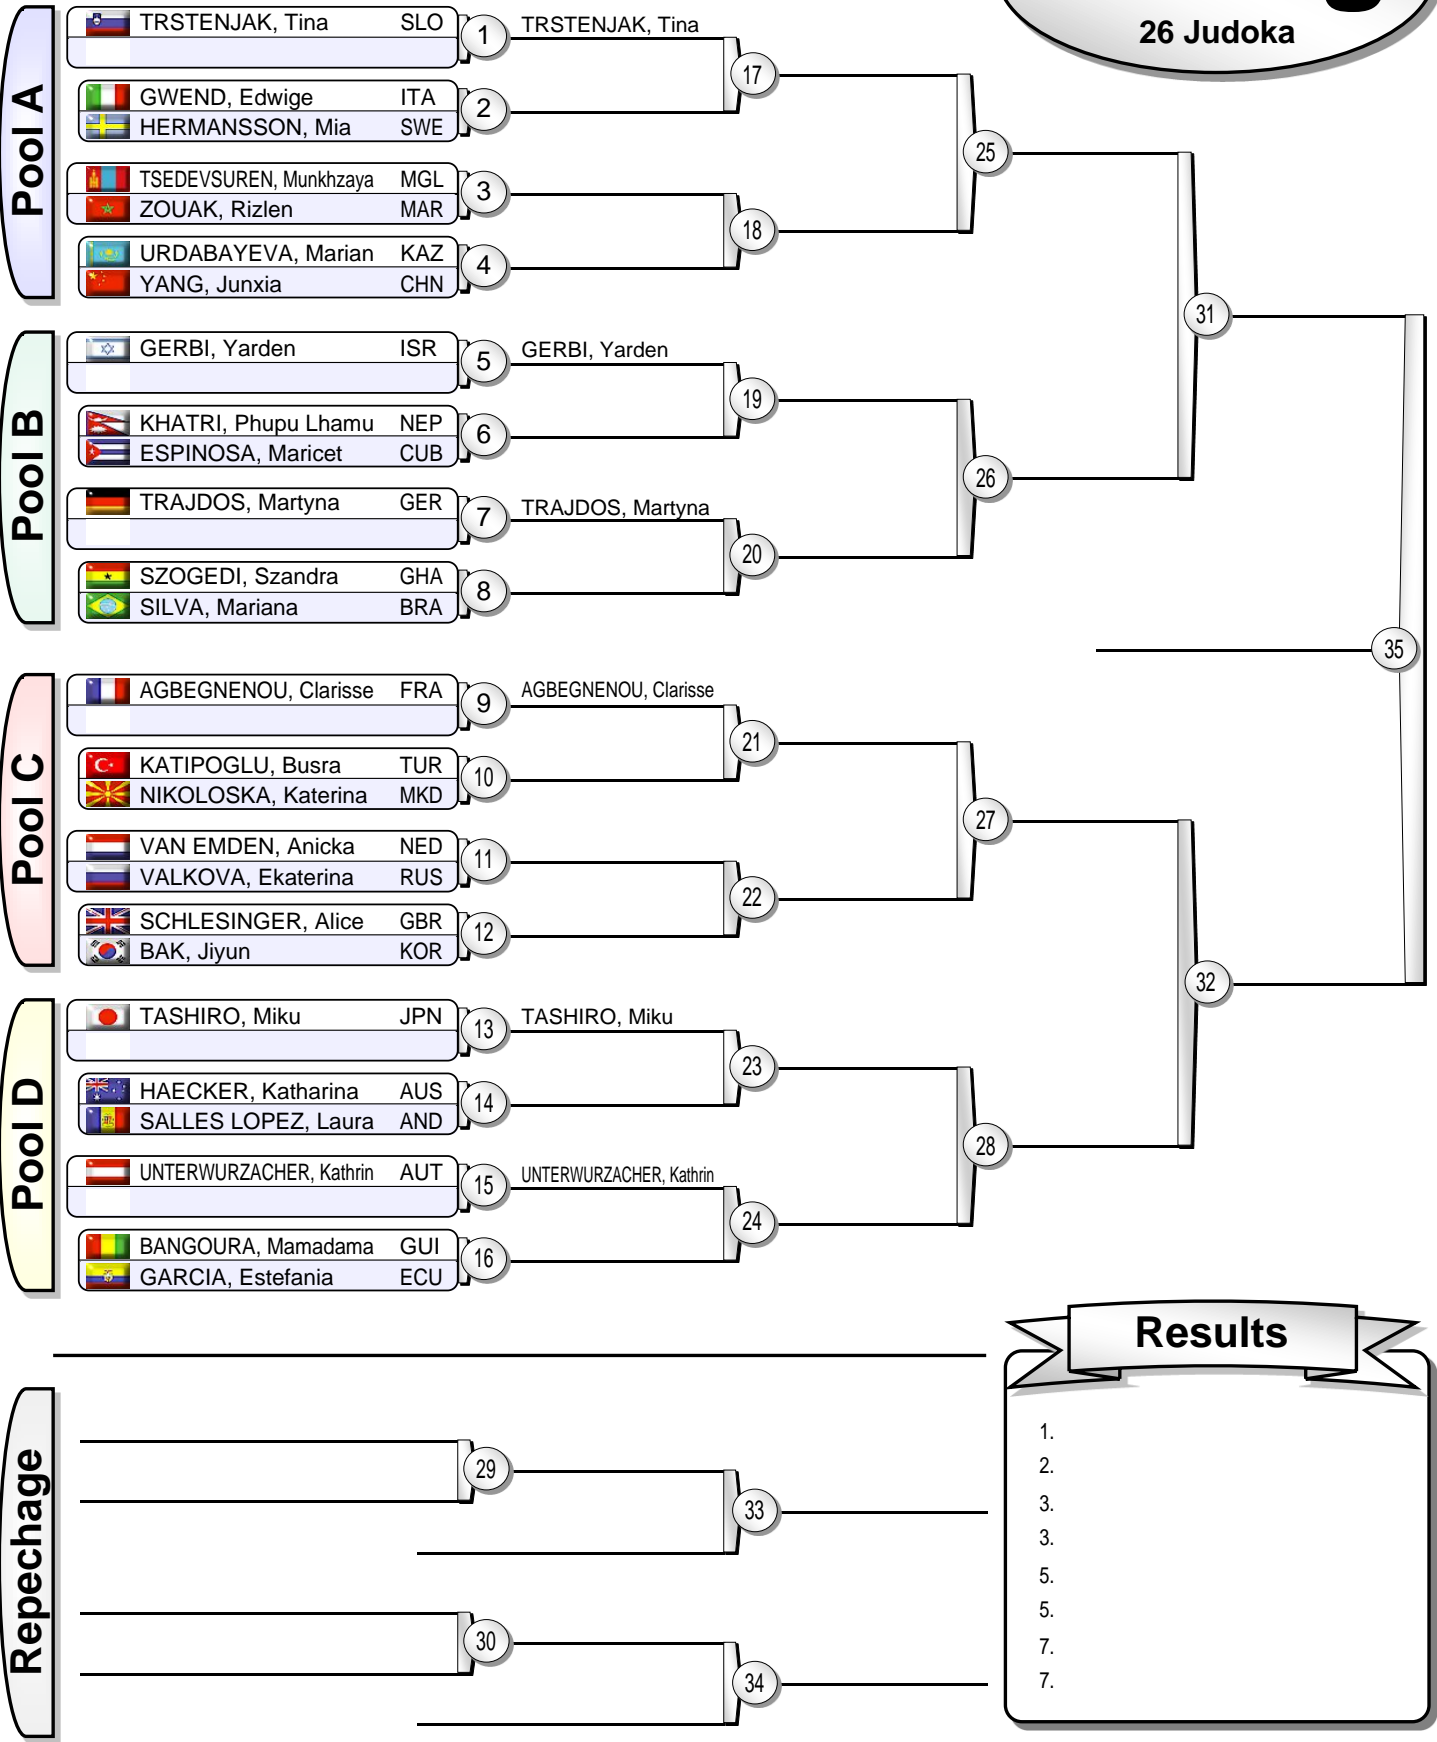 26 Judoka
Pool A
TRSTENJAK, Tina SLO 1 TRSTENJAK, Tina
17
GWEND, Edwige ITA
2
HERMANSSON, Mia SWE
25
TSEDEVSUREN, Munkhzaya MGL
3
ZOUAK, Rizlen MAR
18
URDABAYEVA, Marian KAZ
4
YANG, Junxia CHN
31
Pool B
GERBI, Yarden ISR 5 GERBI, Yarden
19
KHATRI, Phupu Lhamu NEP
6
ESPINOSA, Maricet CUB
26
TRAJDOS, Martyna GER 7 TRAJDOS, Martyna
20
SZOGEDI, Szandra GHA
8
SILVA, Mariana BRA
35
Pool C
AGBEGNENOU, Clarisse FRA 9 AGBEGNENOU, Clarisse
21
KATIPOGLU, Busra TUR
10
NIKOLOSKA, Katerina MKD
27
VAN EMDEN, Anicka NED
11
VALKOVA, Ekaterina RUS
22
SCHLESINGER, Alice GBR
12
BAK, Jiyun KOR
32
Pool D
TASHIRO, Miku JPN 13 TASHIRO, Miku
23
HAECKER, Katharina AUS
14
SALLES LOPEZ, Laura AND
28
UNTERWURZACHER, Kathrin AUT 15 UNTERWURZACHER, Kathrin
24
BANGOURA, Mamadama GUI
16
GARCIA, Estefania ECU
Repechage
29
33
30
34
Results
1.
2.
3.
3.
5.
5.
7.
7.